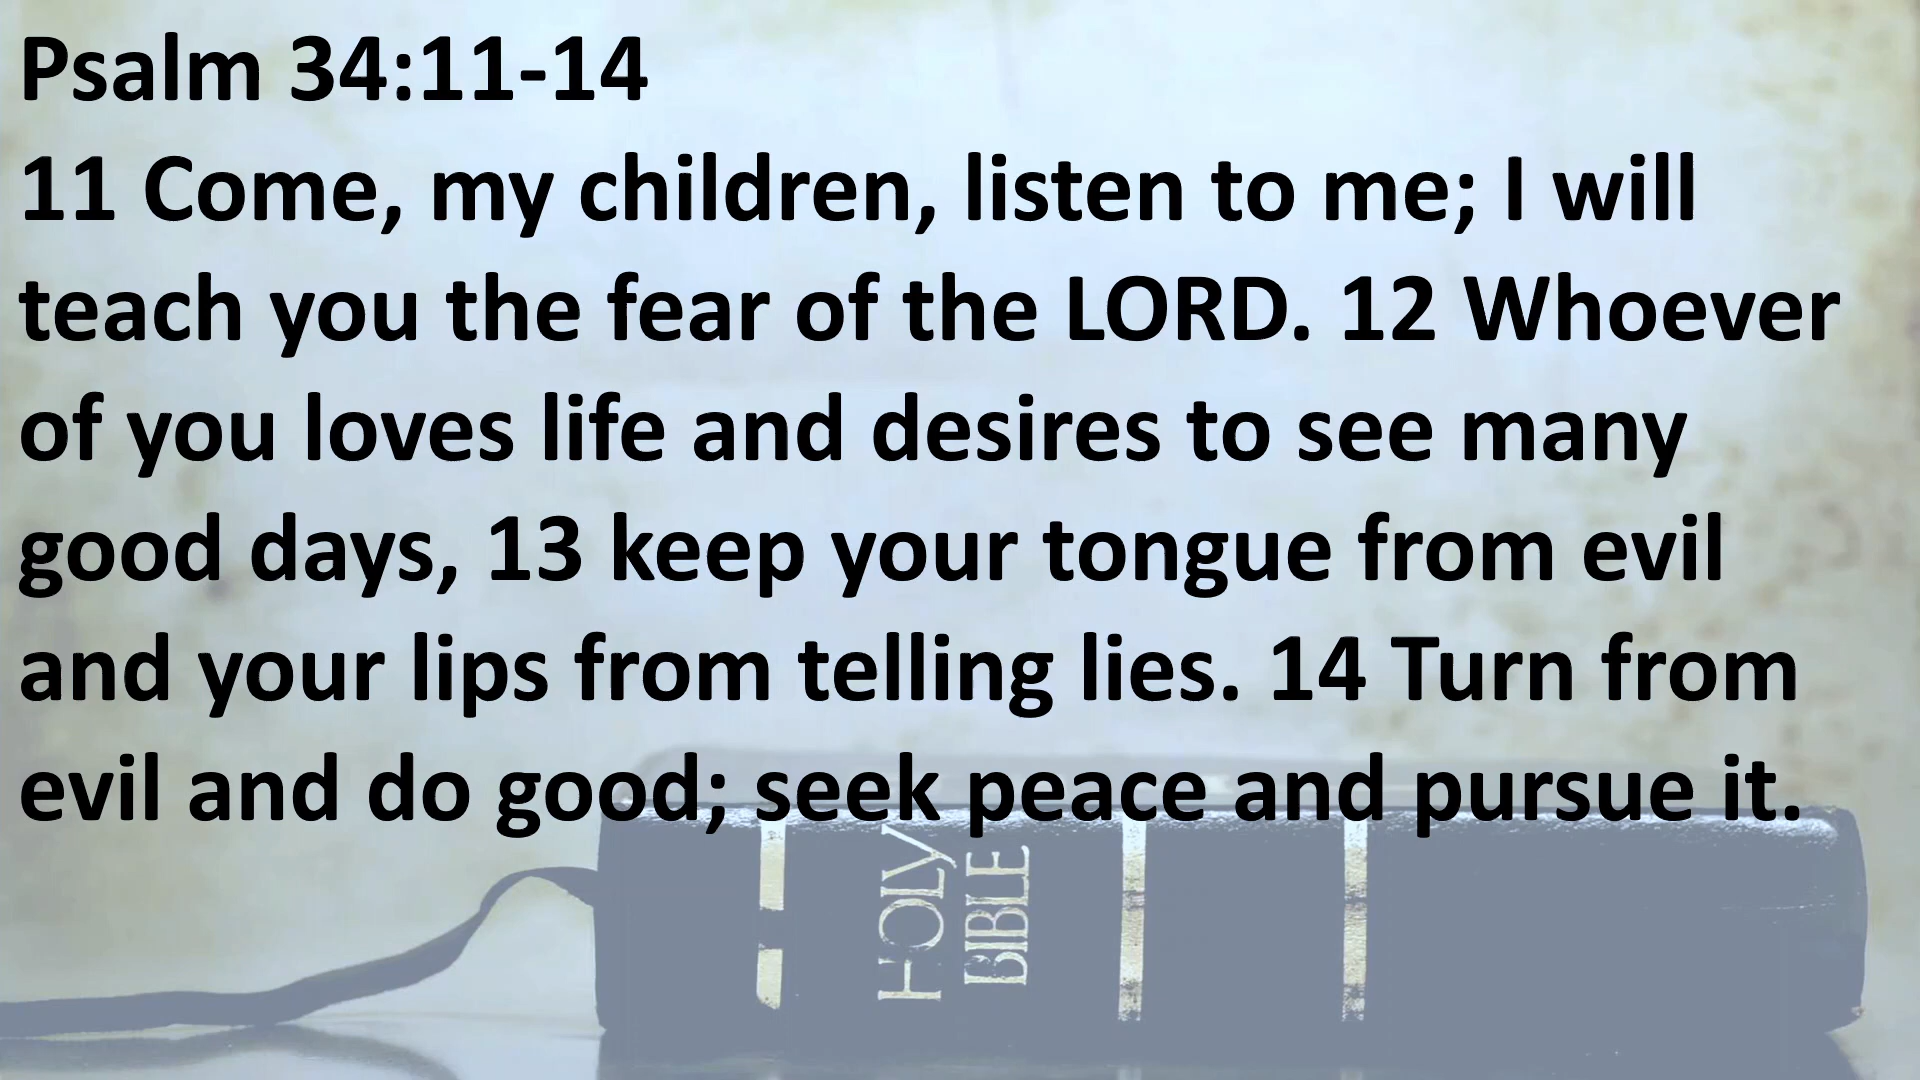 Psalm 34:11-14
11 Come, my children, listen to me; I will
teach you the fear of the LORD. 12 Whoever
of you loves life and desires to see many
good days, 13 keep your tongue from evil
and your lips from telling lies. 14 Turn from
evil and do good; seek peace and pursue it.
HOLY
BIBLE